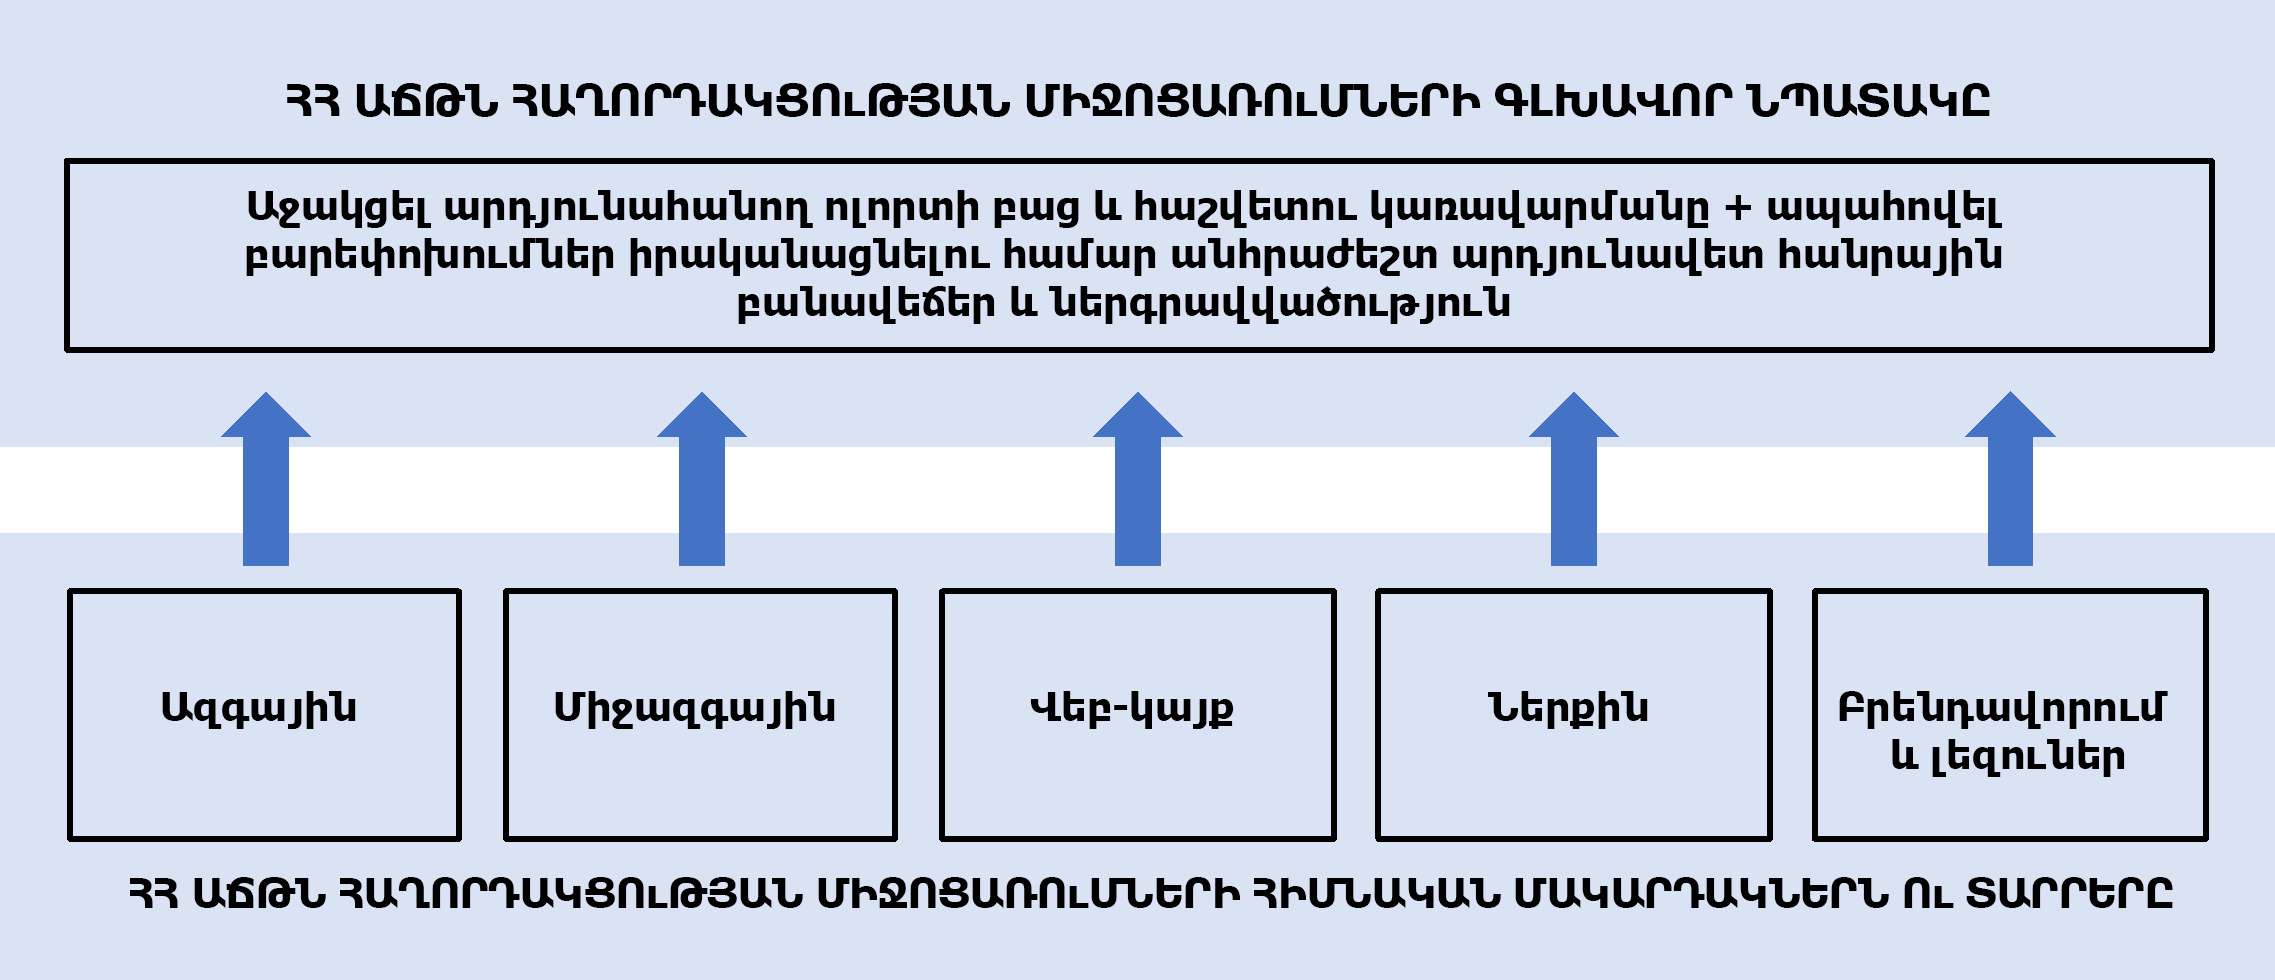 ՀՀ ԱՃԹՆ ՀԱՂՈՐԴԱԿՑՈւԹՅԱՆ ՄԻՋՈՑԱՌՈւՄՆԵՐԻ ԳԼԽԱՎՈՐ ՆՊԱՏԱԿԸ
Աջակցել արդյունահանող ոլորտի բաց և հաշվետու կառավարմանը + ապահովել
բարեփոխումներ իրականացնելու համար անհրաժեշտ արդյունավետ հանրային
բանավեճեր և ներգրավվածություն
Ազգային
Միջազգային
Վեբ-կայք
Ներքին
Բրենդավորում
և լեզուներ
ՀՀ ԱՃԹՆ ՀԱՂՈՐԴԱԿՑՈւԹՅԱՆ ՄԻՋՈՑԱՌՈւՄՆԵՐԻ ՀԻՄՆԱԿԱՆ ՄԱԿԱՐԴԱԿՆԵՐՆ Ու ՏԱՐՐԵՐԸ